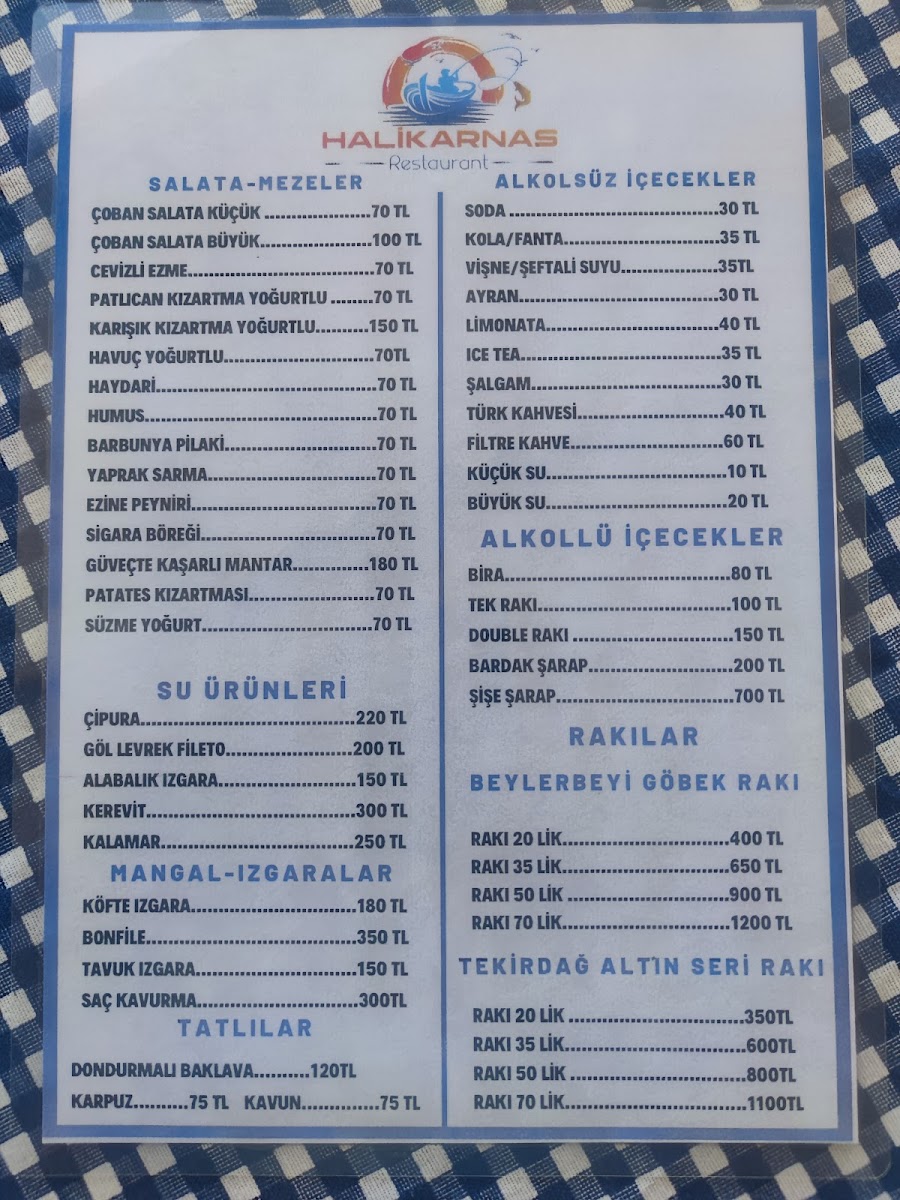 HALİKARNAS
Restaurant
SALATA-MEZELER
ÇOBAN SALATA KÜÇÜK .....................70 TL
ÇOBAN SALATA BÜYÜK......................100 TL
CEVİZLİ EZME.....................................70 TL
PATLICAN KIZARTMA YOĞURTLU .........70 TL
KARIŞIK KIZARTMA YOĞURTLU...........150 TL
HAVUÇ YOĞURTLU..............................70TL
HAYDARİ............................................70 TL
HUMUS..............................................70 TL
BARBUNYA PİLAKİ..............................70 TL
YAPRAK SARMA.................................70 TL
EZİNE PEYNİRİ....................................70 TL
SİGARA BÖREĞİ..................................70 TL
GÜVEÇTE KAŞARLI MANTAR...............180 TL
PATATES KIZARTMASI.........................70 TL
SÜZME YOĞURT..................................70 TL
SU ÜRÜNLERİ
ÇİPURA...........................................220 TL
GÖL LEVREK FİLETO.........................200 TL
ALABALIK IZGARA...........................150 TL
KEREVİT..........................................300 TL
KALAMAR.......................................250 TL
MANGAL-IZGARALAR
KÖFTE IZGARA.................................180 TL
BONFİLE..........................................350 TL
TAVUK IZGARA................................150 TL
SAÇ KAVURMA................................300TL
TATLILAR
DONDURMALI BAKLAVA..........120TL
KARPUZ..........75 TL KAVUN..............75 TL
ALKOLSÜZ İÇECEKLER
SODA ..........................................30 TL
KOLA/FANTA...............................35 TL
VİŞNE/ŞEFTALİ SUYU...................35TL
AYRAN........................................30 TL
LİMONATA..................................40 TL
ICE TEA.......................................35 TL
ŞALGAM.....................................30 TL
TÜRK KAHVESİ.............................40 TL
FİLTRE KAHVE..............................60 TL
KÜÇÜK SU...................................10 TL
BÜYÜK SU...................................20 TL
ALKOLLÜ İÇECEKLER
BİRA.............................................80 TL
TEK RAKI......................................100 TL
DOUBLE RAKI ...............................150 TL
BARDAK ŞARAP............................200 TL
ŞİŞE ŞARAP..................................700 TL
RAKILAR
BEYLERBEYİ GÖBEK RAKI
RAKI 20 LİK.................................400 TL
RAKI 35 LİK.................................650 TL
RAKI 50 LİK ................................900 TL
RAKI 70 LİK.................................1200 TL
TEKİRDAĞ ALTIN SERİ RAKI
RAKI 20 LİK ..................................350TL
RAKI 35 LİK...................................600TL
RAKI 50 LİK ..................................800TL
RAKI 70 LİK...................................1100TL